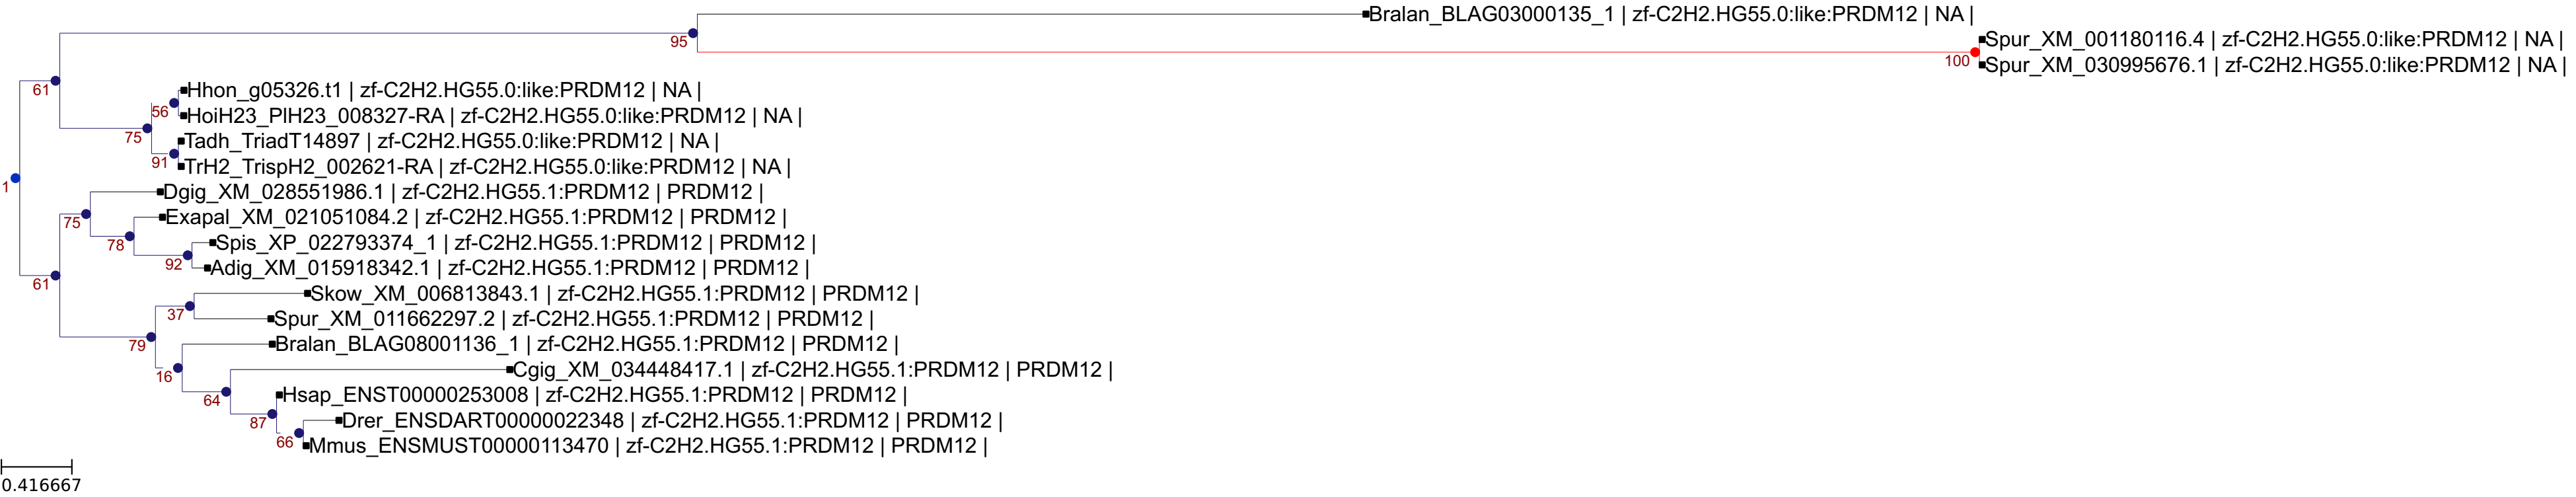 Bralan_BLAG03000135_1 | zf-C2H2.HG55.0:like:PRDM12 | NA |
95
Spur_XM_001180116.4 | zf-C2H2.HG55.0:like:PRDM12 | NA |
100
Spur_XM_030995676.1 | zf-C2H2.HG55.0:like:PRDM12 | NA |
61
Hhon_g05326.t1 | zf-C2H2.HG55.0:like:PRDM12 | NA |
56
HoiH23_PlH23_008327-RA | zf-C2H2.HG55.0:like:PRDM12 | NA |
75
Tadh_TriadT14897 | zf-C2H2.HG55.0:like:PRDM12 | NA |
91
TrH2_TrispH2_002621-RA | zf-C2H2.HG55.0:like:PRDM12 | NA |
1
Dgig_XM_028551986.1 | zf-C2H2.HG55.1:PRDM12 | PRDM12 |
75
Exapal_XM_021051084.2 | zf-C2H2.HG55.1:PRDM12 | PRDM12 |
78
Spis_XP_022793374_1 | zf-C2H2.HG55.1:PRDM12 | PRDM12 |
92
Adig_XM_015918342.1 | zf-C2H2.HG55.1:PRDM12 | PRDM12 |
61
Skow_XM_006813843.1 | zf-C2H2.HG55.1:PRDM12 | PRDM12 |
37
Spur_XM_011662297.2 | zf-C2H2.HG55.1:PRDM12 | PRDM12 |
79
Bralan_BLAG08001136_1 | zf-C2H2.HG55.1:PRDM12 | PRDM12 |
16
Cgig_XM_034448417.1 | zf-C2H2.HG55.1:PRDM12 | PRDM12 |
64
Hsap_ENST00000253008 | zf-C2H2.HG55.1:PRDM12 | PRDM12 |
87
Drer_ENSDART00000022348 | zf-C2H2.HG55.1:PRDM12 | PRDM12 |
66
Mmus_ENSMUST00000113470 | zf-C2H2.HG55.1:PRDM12 | PRDM12 |
0.416667